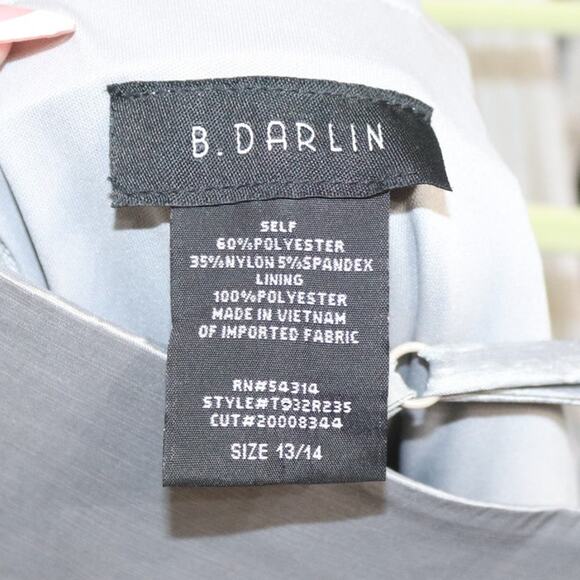 B. DARLIN
SELF
60%POLYESTER
35%NYLON 5%SPANDEX
LINING
100%POLYESTER
MADE IN VIETNAM
OF IMPORTED FABRIC
RN#54314
STYLE#T932R235
CUT#20008344
SIZE 13/14